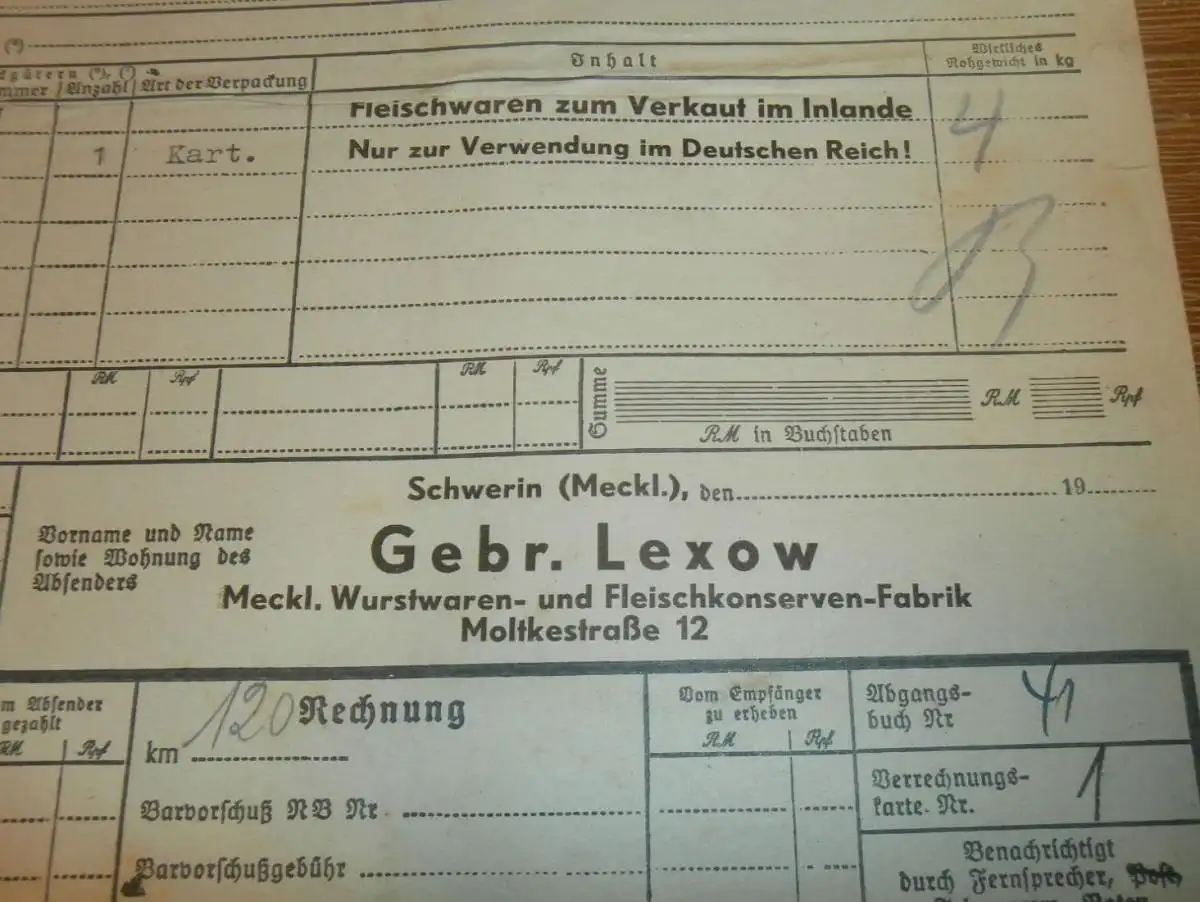 (*)
Inhalt
Wirkliches
Rohgewicht in kg
Anzahl
Art der Verpackung
Fleischwaren zum Verkauf im Inlande
4
1 Kart.
Nur zur Verwendung im Deutschen Reich!
RM Rpf
RM Rpf
Summe
RM Rpf
RM in Buchstaben
Schwerin (Meckl.), den 19
Vorname und Name
sowie Wohnung des
Absenders
Gebr. Lexow
Meckl. Wurstwaren- und Fleischkonserven-Fabrik
Moltkestraße 12
m Absender
gezahlt
RM Rpf
120 Rechnung
km
Barvorschuß NB Nr
Barvorschußgebühr
Vom Empfänger
zu erheben
RM Rpf
Abgangs-
buch Nr
41
Verrechnungs-
karte. Nr.
1
Benachrichtigt
durch Fernsprecher, Post,